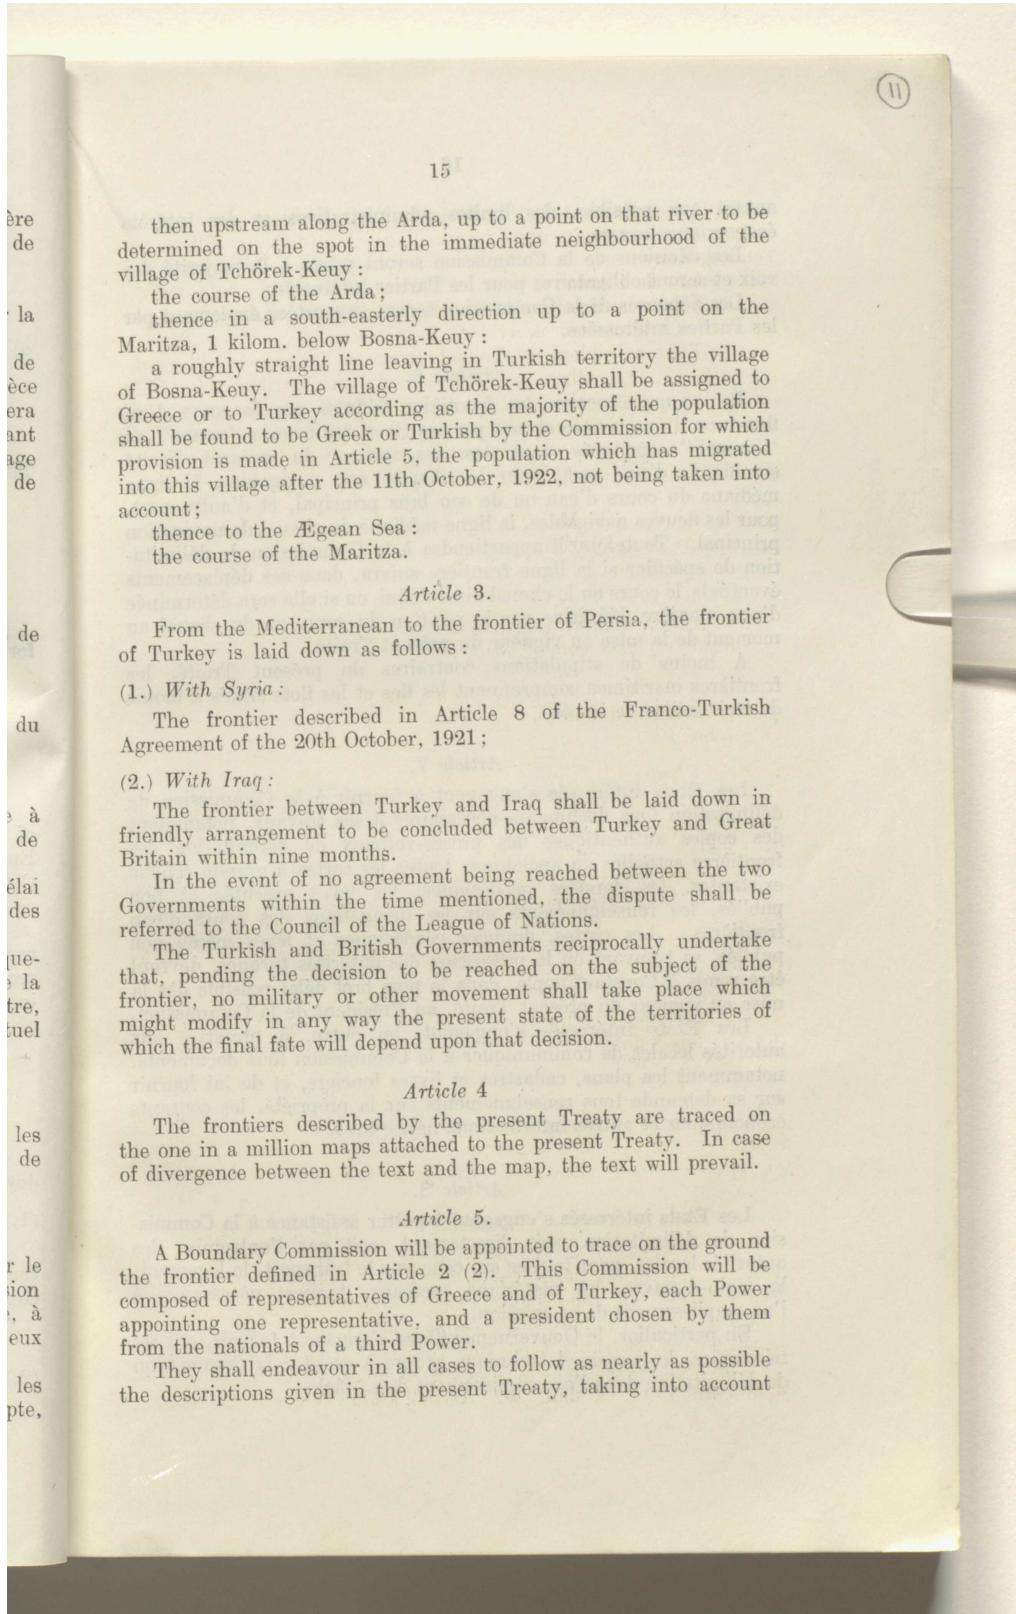 11
15
then upstream along the Arda, up to a point on that river to be
determined on the spot in the immediate neighbourhood of the
village of Tchörek-Keuy :
the course of the Arda ;
thence in a south-easterly direction up to a point on the
Maritza, 1 kilom. below Bosna-Keuy :
a roughly straight line leaving in Turkish territory the village
of Bosna-Keuy. The village of Tchörek-Keuy shall be assigned to
Greece or to Turkey according as the majority of the population
shall be found to be Greek or Turkish by the Commission for which
provision is made in Article 5, the population which has migrated
into this village after the 11th October, 1922, not being taken into
account ;
thence to the Ægean Sea :
the course of the Maritza.
Article 3.
From the Mediterranean to the frontier of Persia, the frontier
of Turkey is laid down as follows :
(1.) With Syria :
The frontier described in Article 8 of the Franco-Turkish
Agreement of the 20th October, 1921 ;
(2.) With Iraq :
The frontier between Turkey and Iraq shall be laid down in
friendly arrangement to be concluded between Turkey and Great
Britain within nine months.
In the event of no agreement being reached between the two
Governments within the time mentioned, the dispute shall be
referred to the Council of the League of Nations.
The Turkish and British Governments reciprocally undertake
that, pending the decision to be reached on the subject of the
frontier, no military or other movement shall take place which
might modify in any way the present state of the territories of
which the final fate will depend upon that decision.
Article 4
The frontiers described by the present Treaty are traced on
the one in a million maps attached to the present Treaty. In case
of divergence between the text and the map, the text will prevail.
Article 5.
A Boundary Commission will be appointed to trace on the ground
the frontier defined in Article 2 (2). This Commission will be
composed of representatives of Greece and of Turkey, each Power
appointing one representative, and a president chosen by them
from the nationals of a third Power.
They shall endeavour in all cases to follow as nearly as possible
the descriptions given in the present Treaty, taking into account